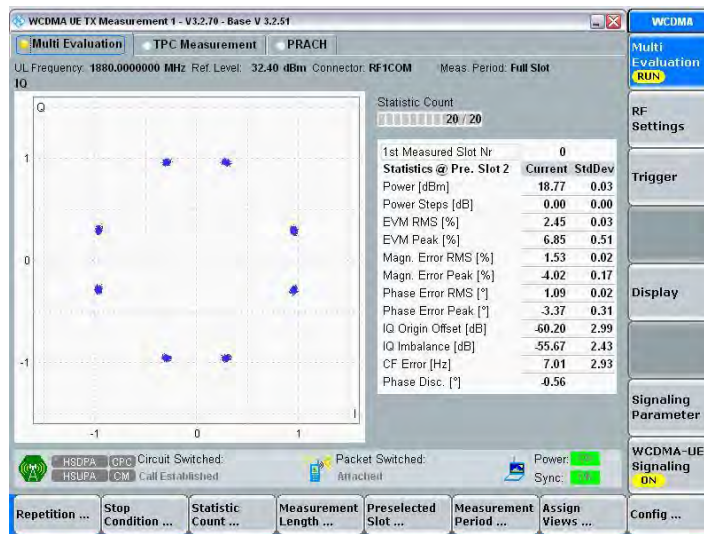 WCDMA UE TX Measurement 1 - V3.2.70 - Base V 3.2.51
WCDMA
Multi Evaluation TPC Measurement PRACH
UL Frequency: 1880.0000000 MHz Ref. Level: 32.40 dBm Connector: RF1COM Meas. Period: Full Slot
IQ
Q
1
0
-1
-1 0 1
I
Statistic Count
20 / 20
1st Measured Slot Nr 0
Statistics @ Pre. Slot 2 Current StdDev
Power [dBm] 18.77 0.03
Power Steps [dB] 0.00 0.00
EVM RMS [%] 2.45 0.03
EVM Peak [%] 6.85 0.51
Magn. Error RMS [%] 1.53 0.02
Magn. Error Peak [%] -4.02 0.17
Phase Error RMS [°] 1.09 0.02
Phase Error Peak [°] -3.37 0.31
IQ Origin Offset [dB] -60.20 2.99
IQ Imbalance [dB] -55.67 2.43
CF Error [Hz] 7.01 2.93
Phase Disc. [°] -0.56
Multi
Evaluation
RUN
RF
Settings
Trigger
Display
Signaling
Parameter
WCDMA-UE
Signaling
ON
HSDPA CPC Circuit Switched: Packet Switched: Power:
HSUPA CM Call Established Attached Sync:
Repetition ...
Stop
Condition ...
Statistic
Count ...
Measurement
Length ...
Preselected
Slot ...
Measurement
Period ...
Assign
Views ...
Config ...